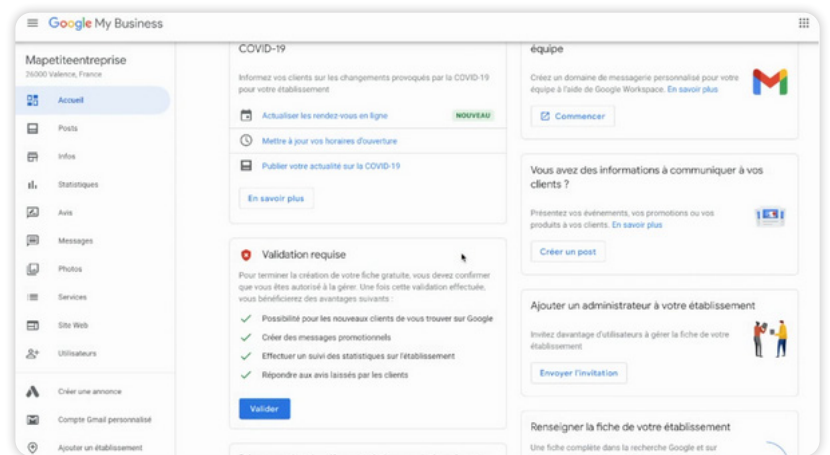 Google My Business
Mapetiteentreprise
26000 Valence, France
Accueil
Posts
Infos
Statistiques
Avis
Messages
Photos
Services
Site Web
Utilisateurs
Créer une annonce
Compte Gmail personnalisé
Ajouter un établissement
COVID-19
Informez vos clients sur les changements provoqués par la COVID-19
pour votre établissement
Actualiser les rendez-vous en ligne
NOUVEAU
Mettre à jour vos horaires d'ouverture
Publier votre actualité sur la COVID-19
En savoir plus
Validation requise
Pour terminer la création de votre fiche gratuite, vous devez confirmer
que vous êtes autorisé à la gérer. Une fois cette validation effectuée,
vous bénéficierez des avantages suivants :
Possibilité pour les nouveaux clients de vous trouver sur Google
Créer des messages promotionnels
Effectuer un suivi des statistiques sur l'établissement
Répondre aux avis laissés par les clients
Valider
équipe
Créez un domaine de messagerie personnalisé pour votre
équipe à l'aide de Google Workspace. En savoir plus
Commencer
Vous avez des informations à communiquer à vos
clients ?
Présentez vos événements, vos promotions ou vos
produits à vos clients. En savoir plus
Créer un post
Ajouter un administrateur à votre établissement
Invitez davantage d'utilisateurs à gérer la fiche de votre
établissement
Envoyer l'invitation
Renseigner la fiche de votre établissement
Une fiche complète dans la recherche Google et sur